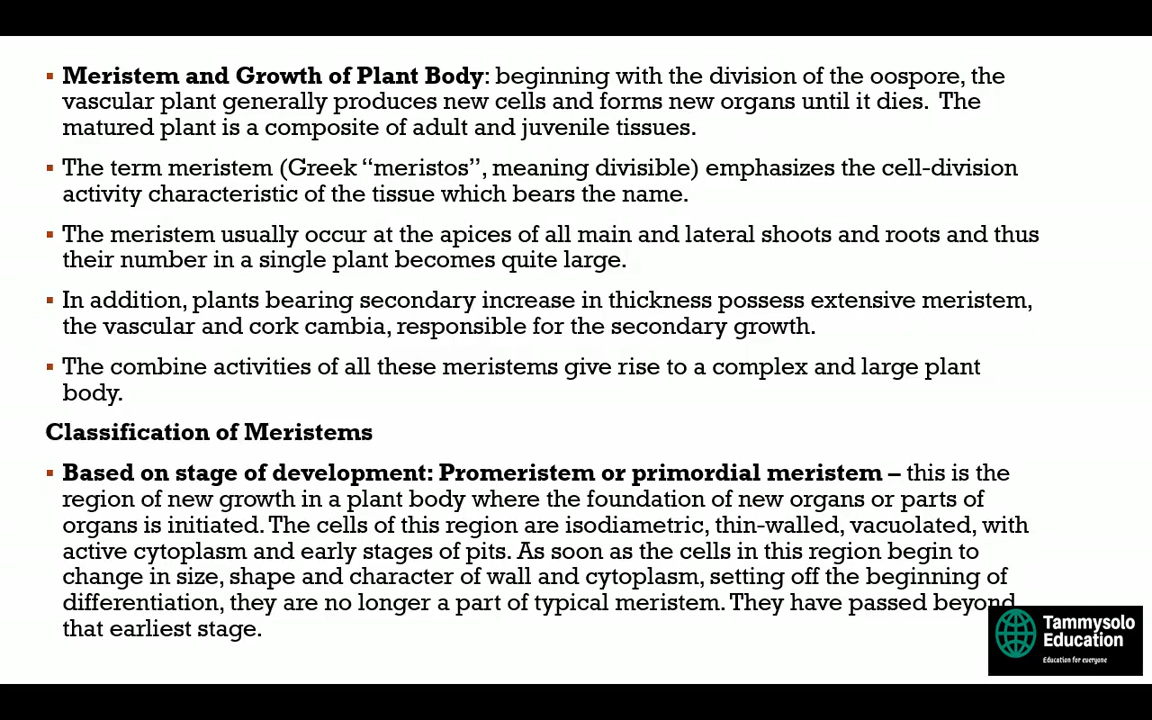 ▪ Meristem and Growth of Plant Body: beginning with the division of the oospore, the
vascular plant generally produces new cells and forms new organs until it dies. The
matured plant is a composite of adult and juvenile tissues.
▪ The term meristem (Greek “meristos”, meaning divisible) emphasizes the cell-division
activity characteristic of the tissue which bears the name.
▪ The meristem usually occur at the apices of all main and lateral shoots and roots and thus
their number in a single plant becomes quite large.
▪ In addition, plants bearing secondary increase in thickness possess extensive meristem,
the vascular and cork cambia, responsible for the secondary growth.
▪ The combine activities of all these meristems give rise to a complex and large plant
body.
Classification of Meristems
▪ Based on stage of development: Promeristem or primordial meristem – this is the
region of new growth in a plant body where the foundation of new organs or parts of
organs is initiated. The cells of this region are isodiametric, thin-walled, vacuolated, with
active cytoplasm and early stages of pits. As soon as the cells in this region begin to
change in size, shape and character of wall and cytoplasm, setting off the beginning of
differentiation, they are no longer a part of typical meristem. They have passed beyond
that earliest stage.
Tammysolo
Education
Education for everyone